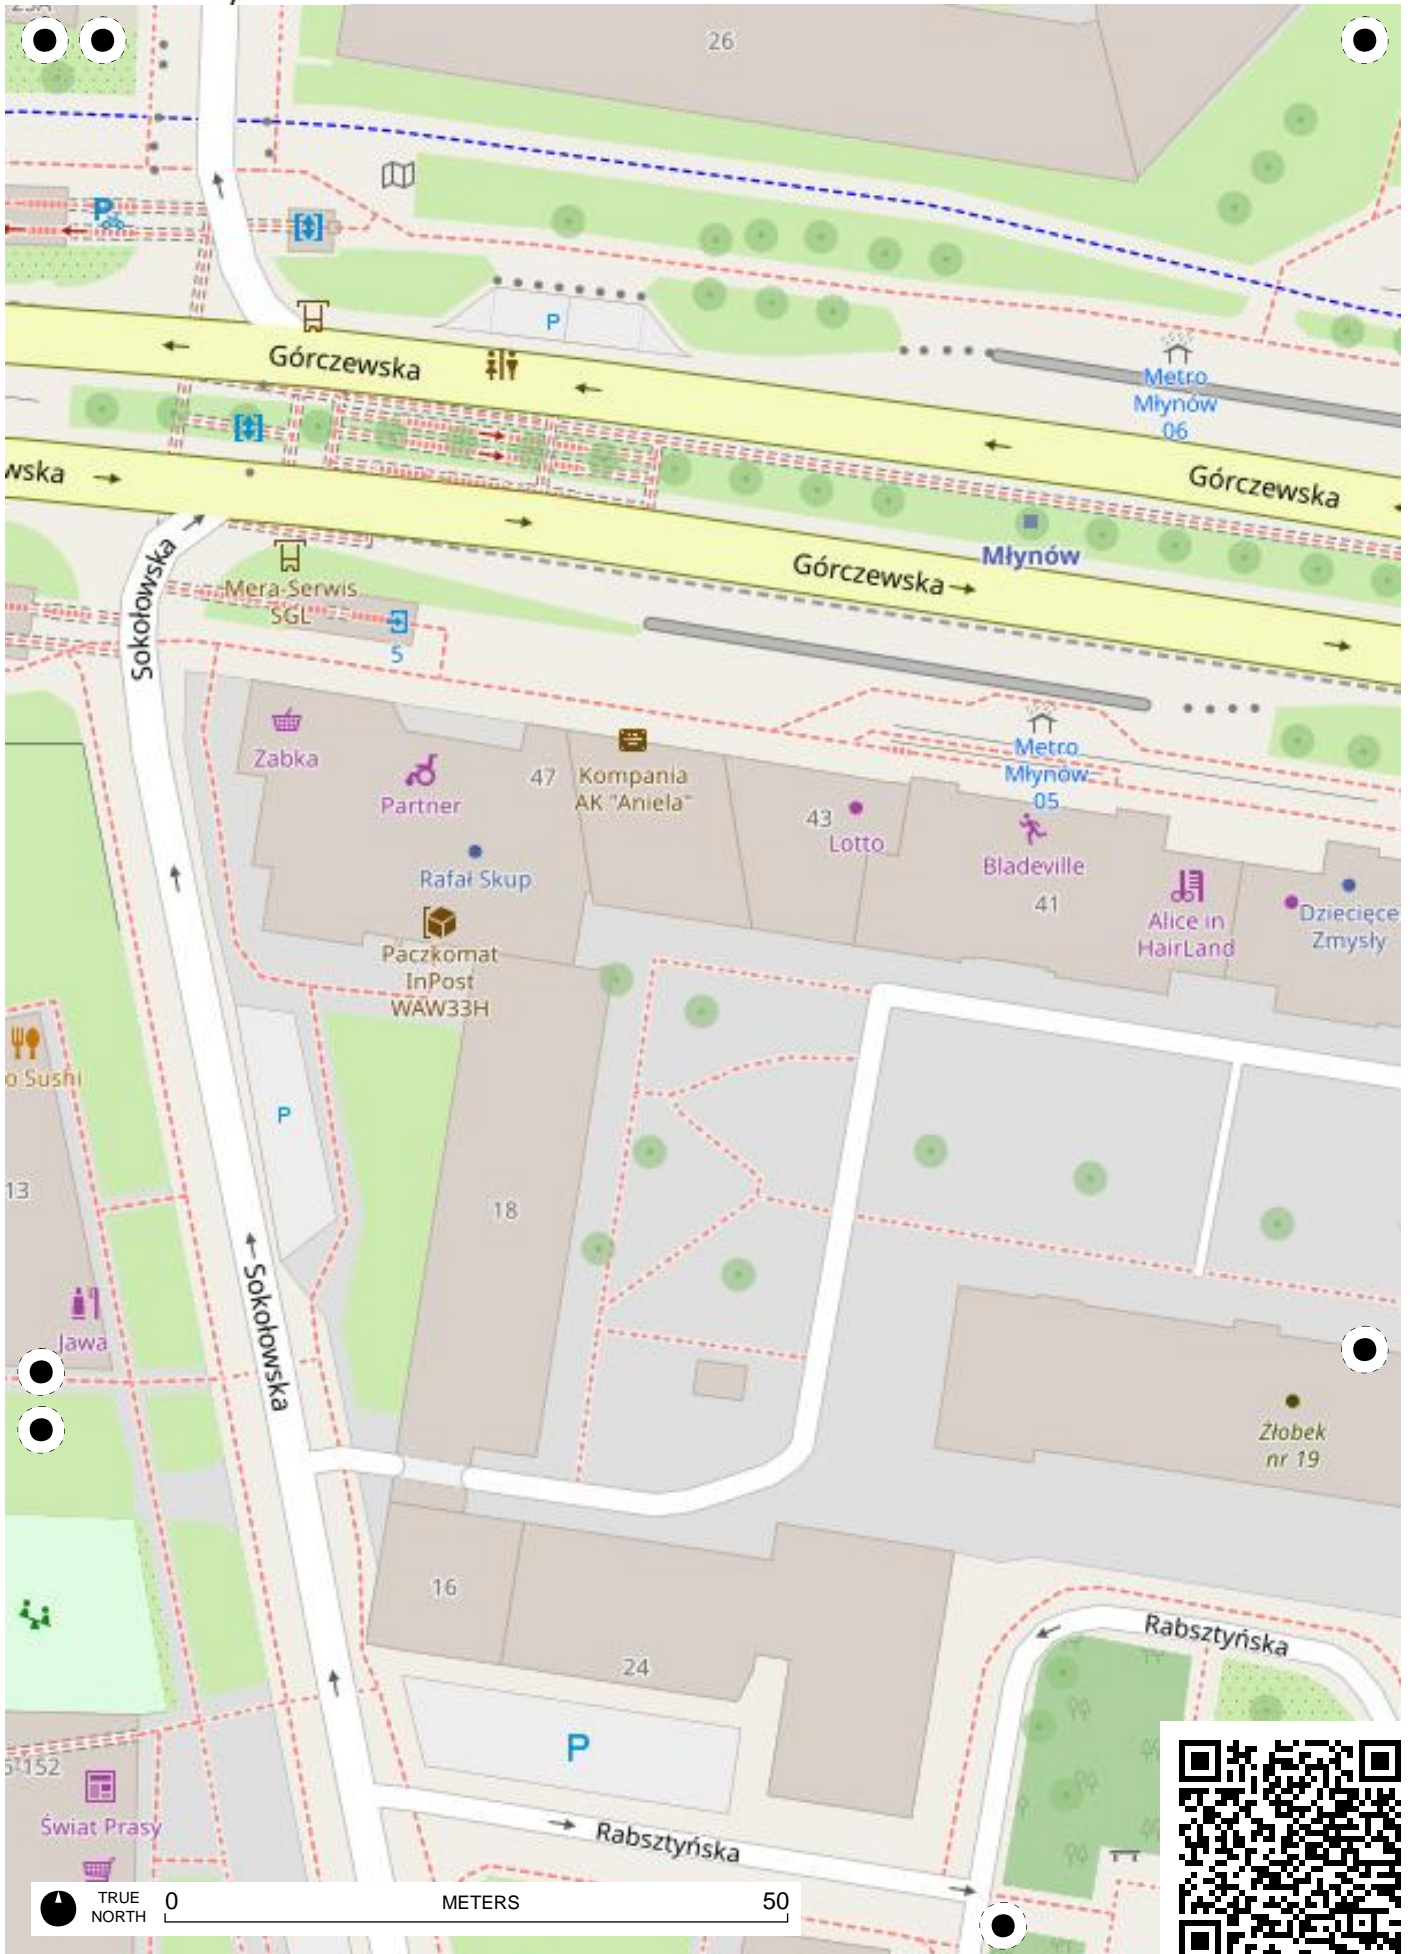 26
P
P
Górczewska
Metro
Młynów
06
Górczewska
wska
Sokołowska
Młynów
Górczewska
Mera-Serwis
SGL
5
Żabka
Partner
47
Kompania
AK "Aniela"
43
Lotto
Metro
Młynów
05
Bladeville
41
Rafał Skup
Alice in
HairLand
Dziecięce
Zmysły
Paczkomat
InPost
WAW33H
o Sushi
P
13
18
Sokołowska
Jawa
Żłobek
nr 19
16
24
Rabsztyńska
P
-152
Świat Prasy
Rabsztyńska
TRUE
NORTH
0 METERS 50